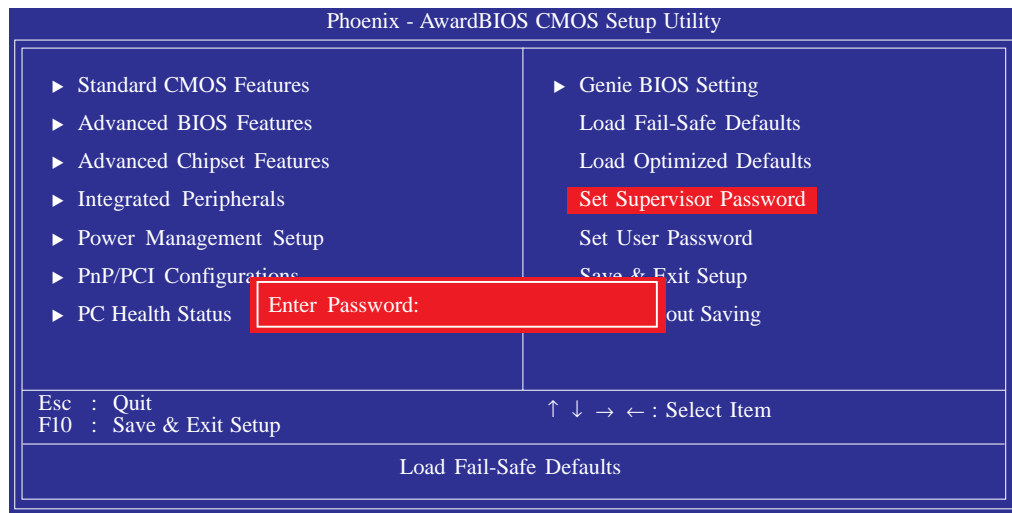 Phoenix - AwardBIOS CMOS Setup Utility
► Standard CMOS Features
► Advanced BIOS Features
► Advanced Chipset Features
► Integrated Peripherals
► Power Management Setup
► PnP/PCI Configurations
► PC Health Status
► Genie BIOS Setting
Load Fail-Safe Defaults
Load Optimized Defaults
Set Supervisor Password
Set User Password
Save & Exit Setup
out Saving
Enter Password:
Esc : Quit
F10 : Save & Exit Setup
↑ ↓ → ← : Select Item
Load Fail-Safe Defaults